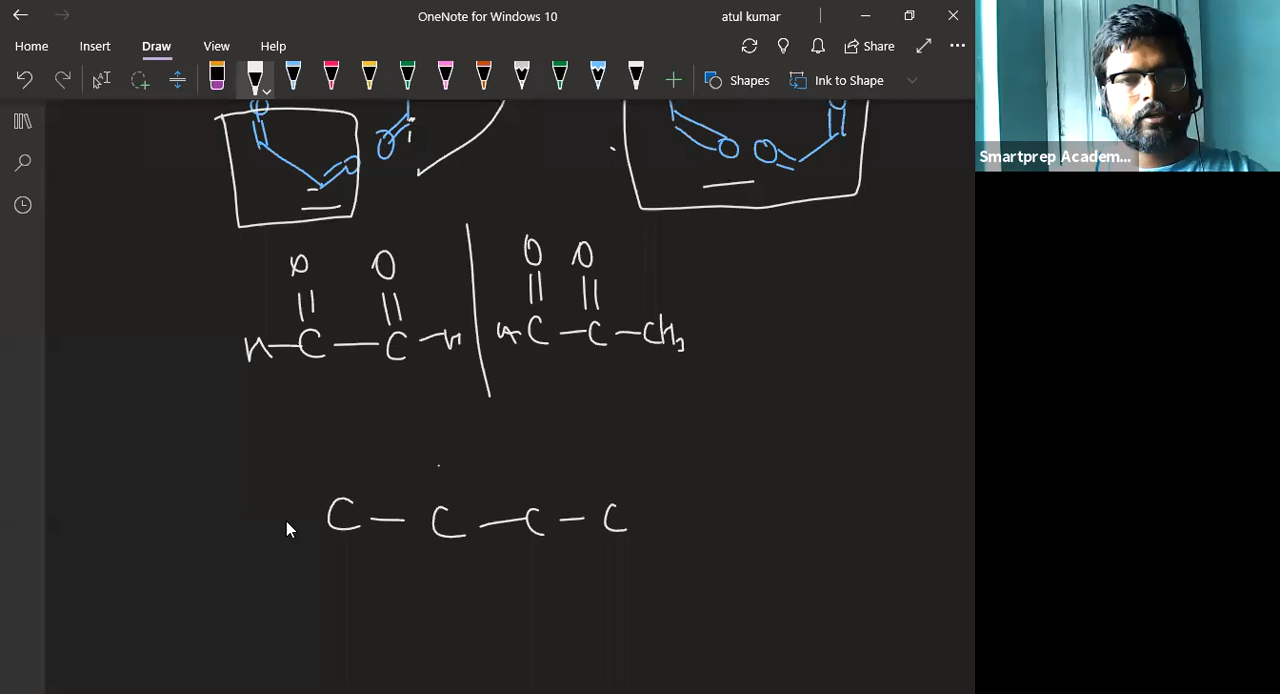 OneNote for Windows 10
atul kumar
Home Insert Draw View Help
Share
Shapes
Ink to Shape
Smartprep Academ...
O O O O
O O O O
H-C-C-H H C-C-CH3
C-C-C-C